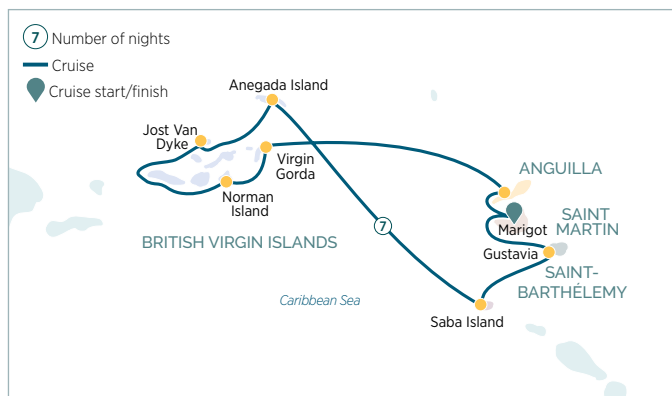 7 Number of nights
Cruise
Cruise start/finish
Anegada Island
Jost Van
Dyke
Virgin
Gorda
Norman
Island
BRITISH VIRGIN ISLANDS
ANGUILLA
SAINT
MARTIN
Marigot
Gustavia
SAINT-
BARTHÉLEMY
7
Caribbean Sea
Saba Island